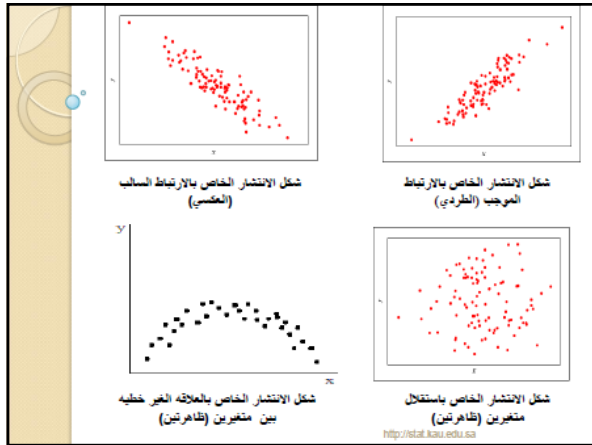 y
x
شكل الانتشار الخاص بالارتباط السالب
(العكسي)
y
x
شكل الانتشار الخاص بالارتباط
الموجب (الطردي)
y
x
شكل الانتشار الخاص بالعلاقه الغير خطيه
بين متغيرين (ظاهرتين)
y
x
شكل الانتشار الخاص باستقلال
متغيرين (ظاهرتين)
http://stat.kau.edu.sa